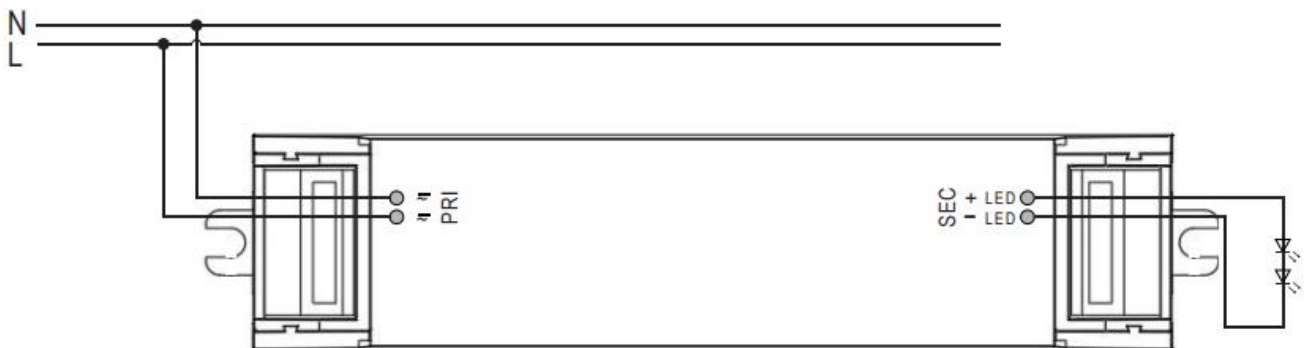 N
L
≂ PRI
≂
SEC + LED
− LED